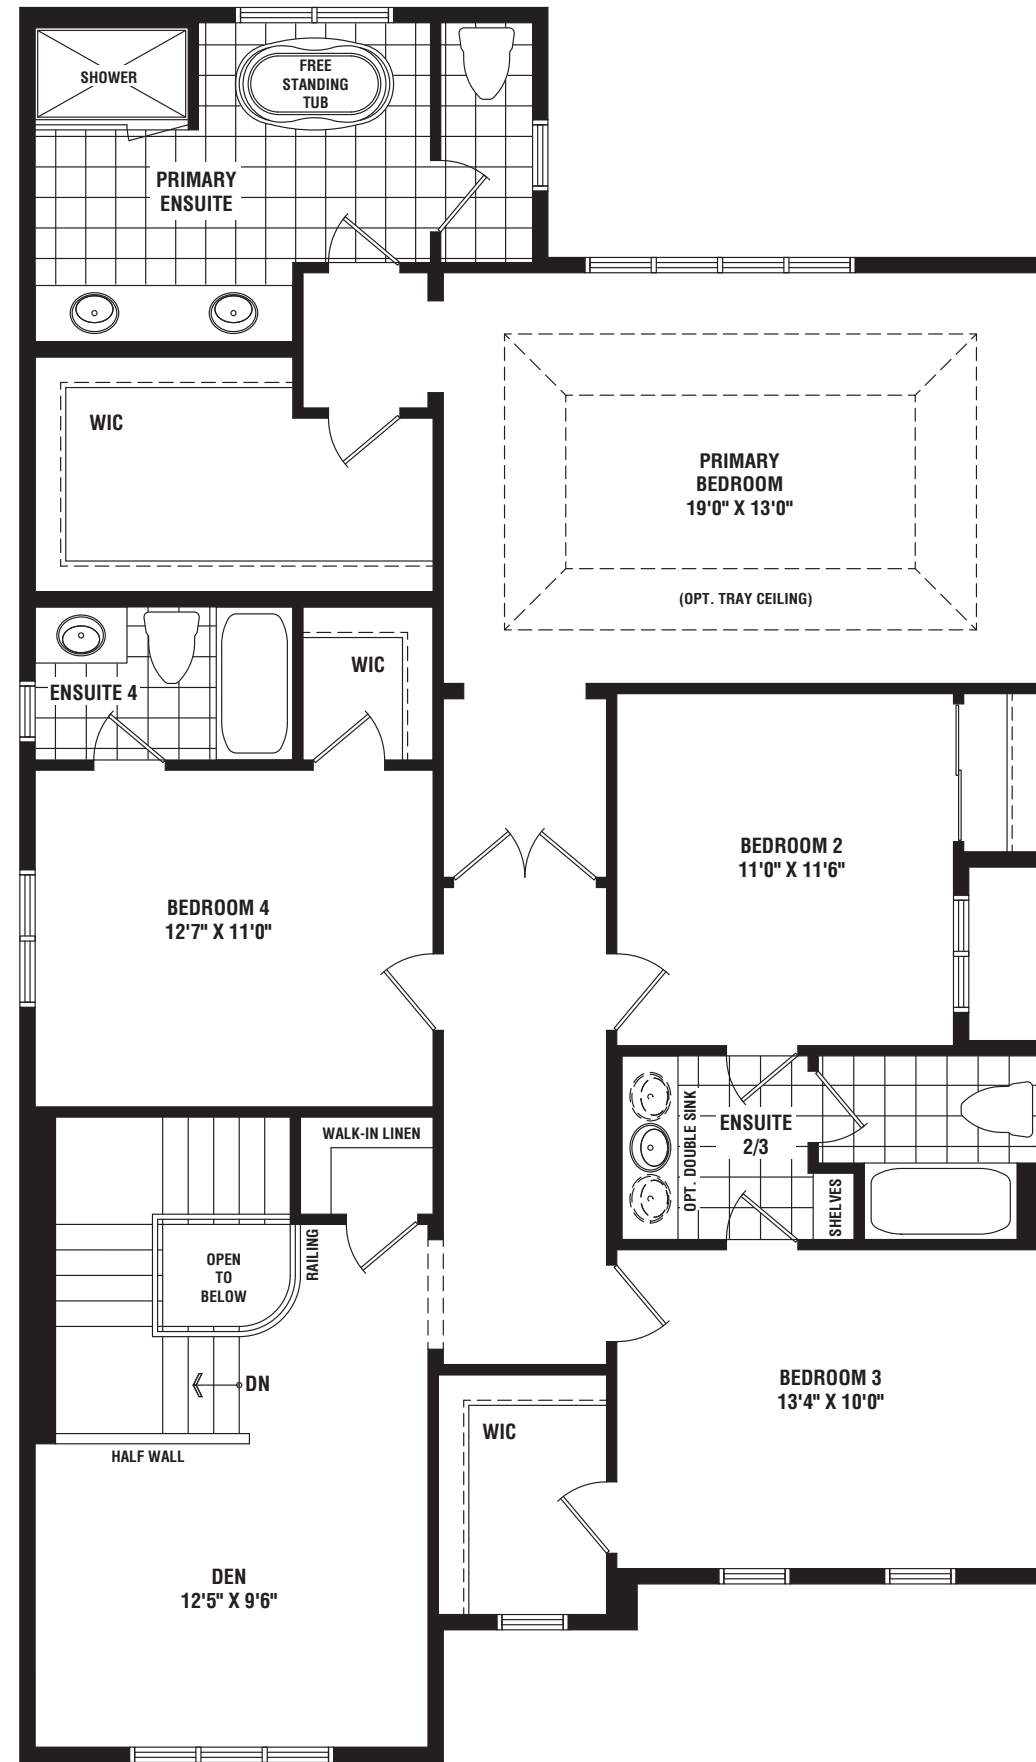 SHOWER
FREE
STANDING
TUB
PRIMARY
ENSUITE
WIC
PRIMARY
BEDROOM
19'0" X 13'0"
(OPT. TRAY CEILING)
ENSUITE 4
WIC
BEDROOM 2
11'0" X 11'6"
BEDROOM 4
12'7" X 11'0"
OPT. DOUBLE SINK
ENSUITE
2/3
SHELVES
WALK-IN LINEN
OPEN
TO
BELOW
RAILING
DN
HALF WALL
BEDROOM 3
13'4" X 10'0"
WIC
DEN
12'5" X 9'6"